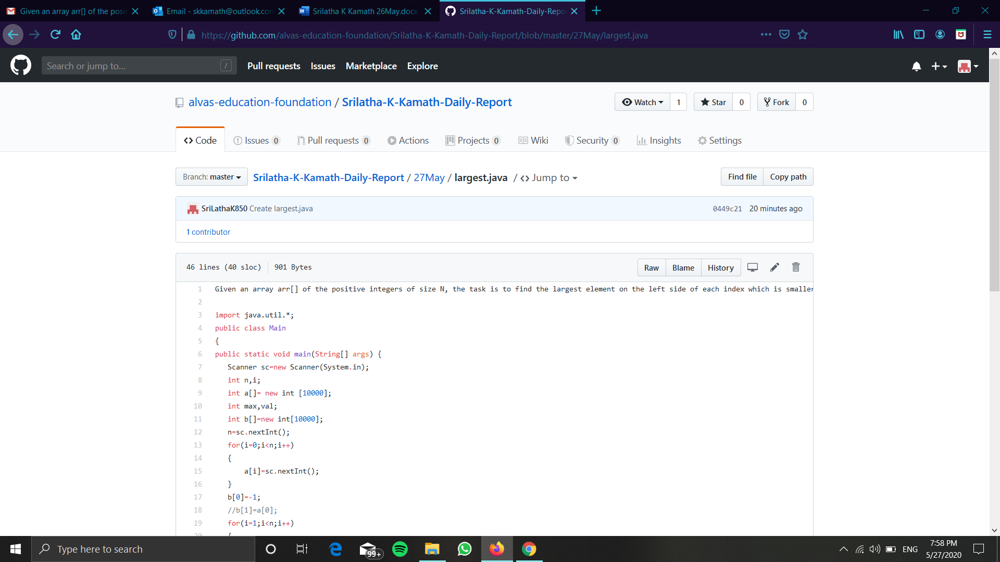 Given an array arr[] of the posit
Email - skkamath@outlook.com
Srilatha K Kamath 26May.docx
Srilatha-K-Kamath-Daily-Repo
https://github.com/alvas-education-foundation/Srilatha-K-Kamath-Daily-Report/blob/master/27May/largest.java
Search or jump to... /
Pull requests Issues Marketplace Explore
alvas-education-foundation / Srilatha-K-Kamath-Daily-Report
Watch 1 Star 0 Fork 0
Code Issues 0 Pull requests 0 Actions Projects 0 Wiki Security 0 Insights Settings
Branch: master Srilatha-K-Kamath-Daily-Report / 27May / largest.java / Jump to
Find file Copy path
SriLathaK850 Create largest.java 0449c21 20 minutes ago
1 contributor
46 lines (40 sloc) 901 Bytes Raw Blame History
1 Given an array arr[] of the positive integers of size N, the task is to find the largest element on the left side of each index which is smaller
2
3 import java.util.*;
4 public class Main
5 {
6 public static void main(String[] args) {
7 Scanner sc=new Scanner(System.in);
8 int n,i;
9 int a[]= new int [10000];
10 int max,val;
11 int b[]=new int[10000];
12 n=sc.nextInt();
13 for(i=0;i<n;i++)
14 {
15 a[i]=sc.nextInt();
16 }
17 b[0]=-1;
18 //b[1]=a[0];
19 for(i=1;i<n;i++)
20 {
Type here to search
99+
ENG
7:58 PM
5/27/2020